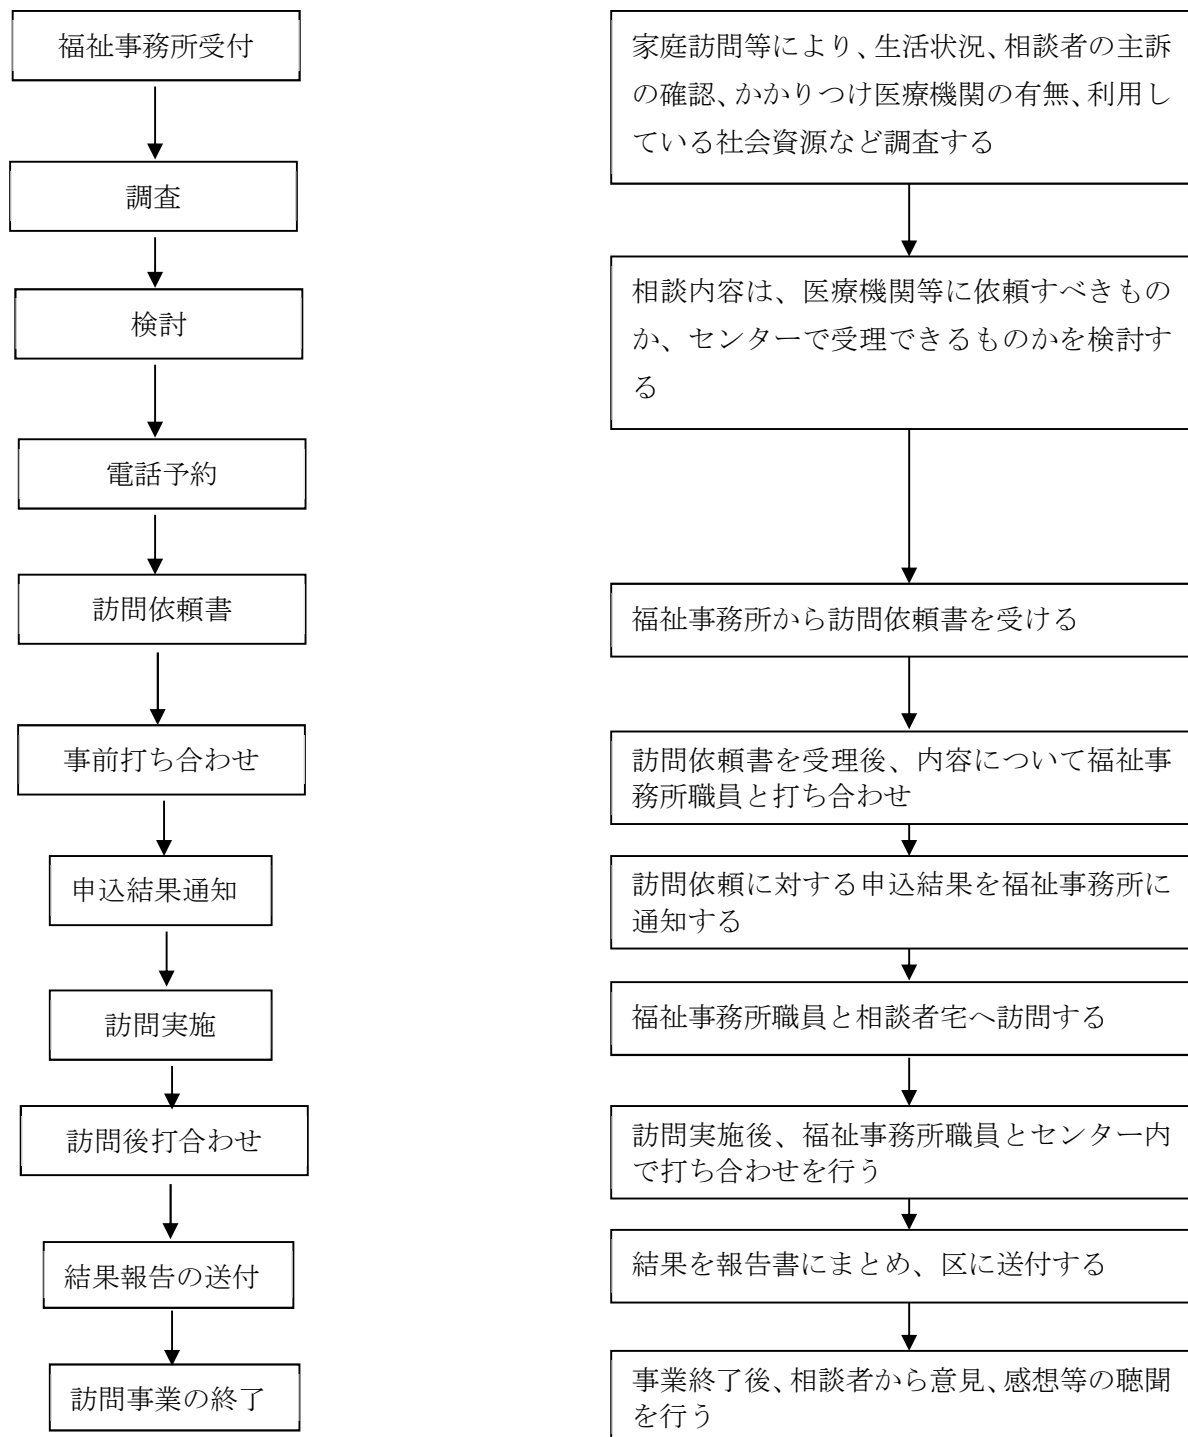 福祉事務所受付
調査
検討
電話予約
訪問依頼書
事前打ち合わせ
申込結果通知
訪問実施
訪問後打合わせ
結果報告の送付
訪問事業の終了
家庭訪問等により、生活状況、相談者の主訴
の確認、かかりつけ医療機関の有無、利用し
ている社会資源など調査する
相談内容は、医療機関等に依頼すべきもの
か、センターで受理できるものかを検討す
る
福祉事務所から訪問依頼書を受ける
訪問依頼書を受理後、内容について福祉事
務所職員と打ち合わせ
訪問依頼に対する申込結果を福祉事務所に
通知する
福祉事務所職員と相談者宅へ訪問する
訪問実施後、福祉事務所職員とセンター内
で打ち合わせを行う
結果を報告書にまとめ、区に送付する
事業終了後、相談者から意見、感想等の聴聞
を行う